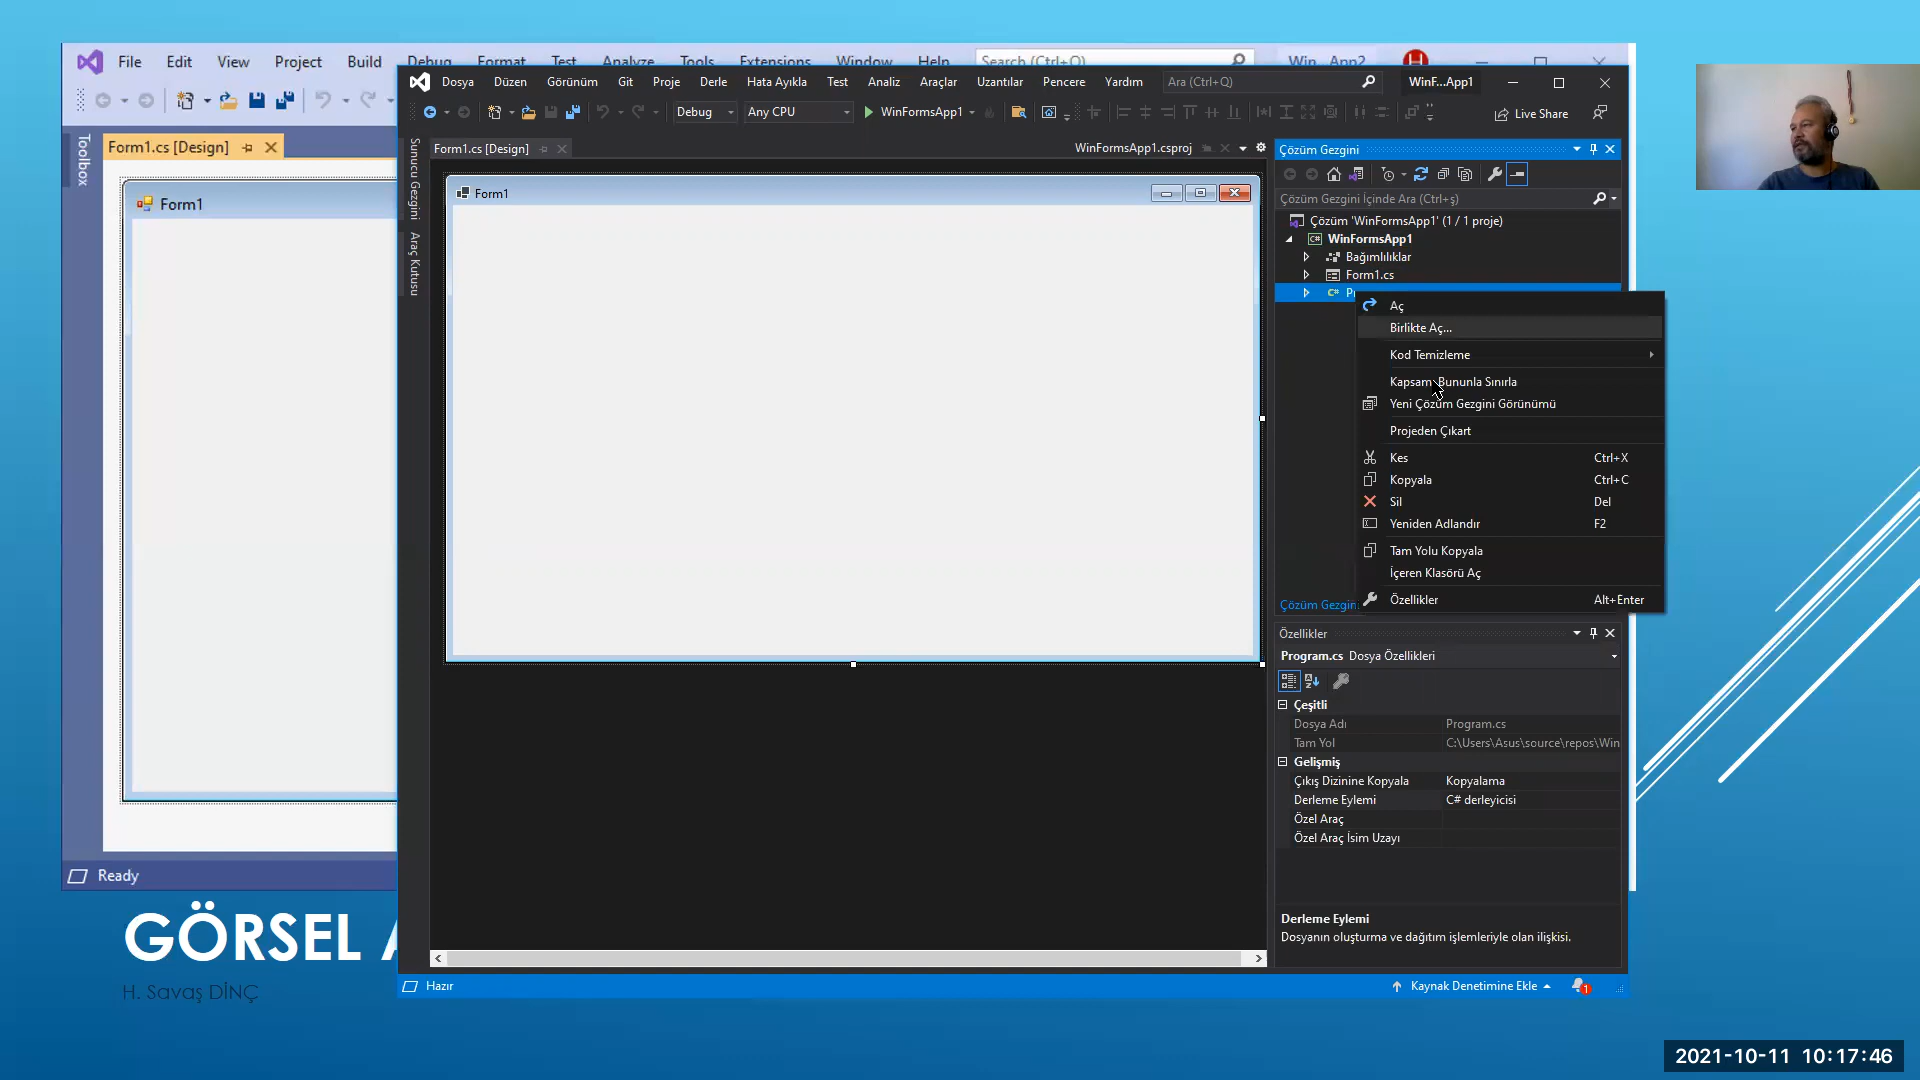 File Edit View Project Build Debug Format Test Analyze Tools Extensions Window Help Search (Ctrl+Q) Win...App2
Toolbox
Form1.cs [Design]
Form1
Ready
GÖRSEL
H. Savaş DİNÇ
Dosya Düzen Görünüm Git Proje Derle Hata Ayıkla Test Analiz Araçlar Uzantılar Pencere Yardım Ara (Ctrl+Q) WinF...App1
Debug Any CPU WinFormsApp1 Live Share
Sunucu Gezgini
Araç Kutusu
Form1.cs [Design] WinFormsApp1.csproj
Form1
Çözüm Gezgini
Çözüm Gezgini İçinde Ara (Ctrl+ş)
Çözüm 'WinFormsApp1' (1 / 1 proje)
WinFormsApp1
Bağımlılıklar
Form1.cs
Aç
Birlikte Aç...
Kod Temizleme
Kapsamı Bununla Sınırla
Yeni Çözüm Gezgini Görünümü
Projeden Çıkart
Kes Ctrl+X
Kopyala Ctrl+C
Sil Del
Yeniden Adlandır F2
Tam Yolu Kopyala
İçeren Klasörü Aç
Özellikler Alt+Enter
Çözüm Gezgin
Özellikler
Program.cs Dosya Özellikleri
Çeşitli
Dosya Adı Program.cs
Tam Yol C:\Users\Asus\source\repos\Win
Gelişmiş
Çıkış Dizinine Kopyala Kopyalama
Derleme Eylemi C# derleyicisi
Özel Araç
Özel Araç İsim Uzayı
Derleme Eylemi
Dosyanın oluşturma ve dağıtım işlemleriyle olan ilişkisi.
Hazır Kaynak Denetimine Ekle 1
2021-10-11 10:17:46